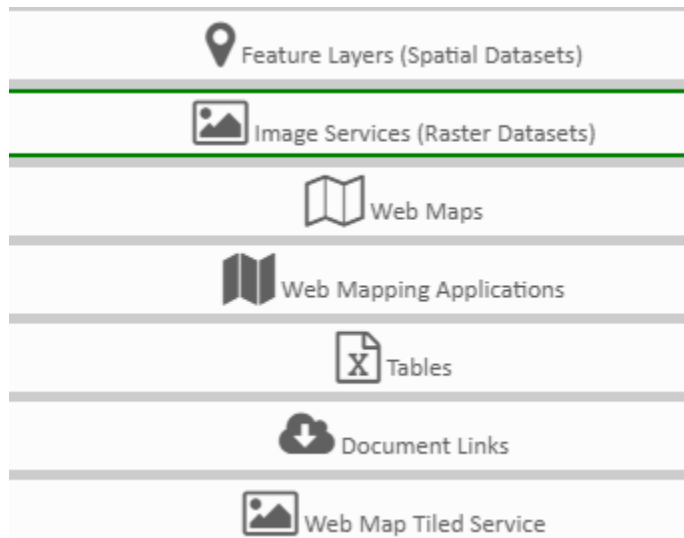 Feature Layers (Spatial Datasets)
Image Services (Raster Datasets)
Web Maps
Web Mapping Applications
X Tables
Document Links
Web Map Tiled Service